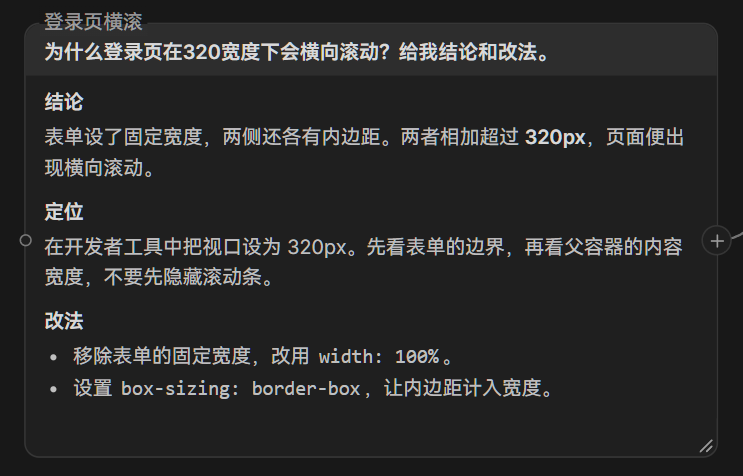 登录页横滚
为什么登录页在320宽度下会横向滚动？给我结论和改法。
结论
表单设了固定宽度，两侧还各有内边距。两者相加超过 320px，页面便出
现横向滚动。
定位
在开发者工具中把视口设为 320px。先看表单的边界，再看父容器的内容
宽度，不要先隐藏滚动条。
改法
• 移除表单的固定宽度，改用 width: 100%。
• 设置 box-sizing: border-box，让内边距计入宽度。